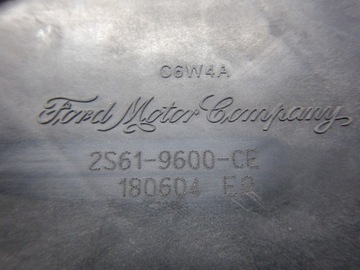 C6W4A
Ford Motor Company
2S61-9600-CE
180604 E2